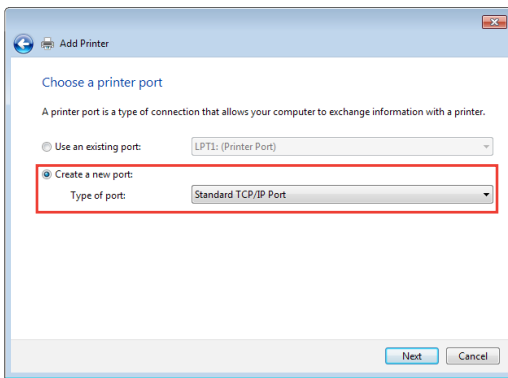 Add Printer
Choose a printer port
A printer port is a type of connection that allows your computer to exchange information with a printer.
Use an existing port: LPT1: (Printer Port)
Create a new port:
Type of port: Standard TCP/IP Port
Next Cancel